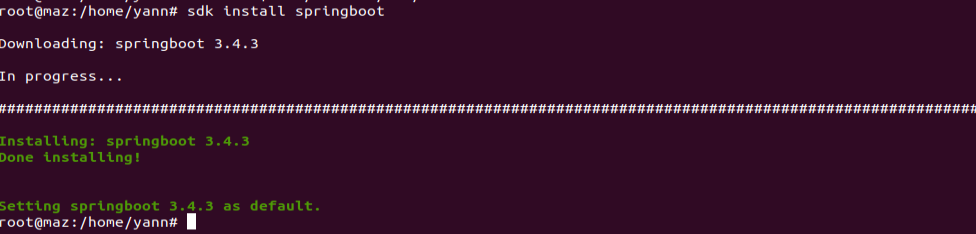 root@maz:/home/yann# sdk install springboot
Downloading: springboot 3.4.3
In progress...
##############################################################################################################
Installing: springboot 3.4.3
Done installing!
Setting springboot 3.4.3 as default.
root@maz:/home/yann#